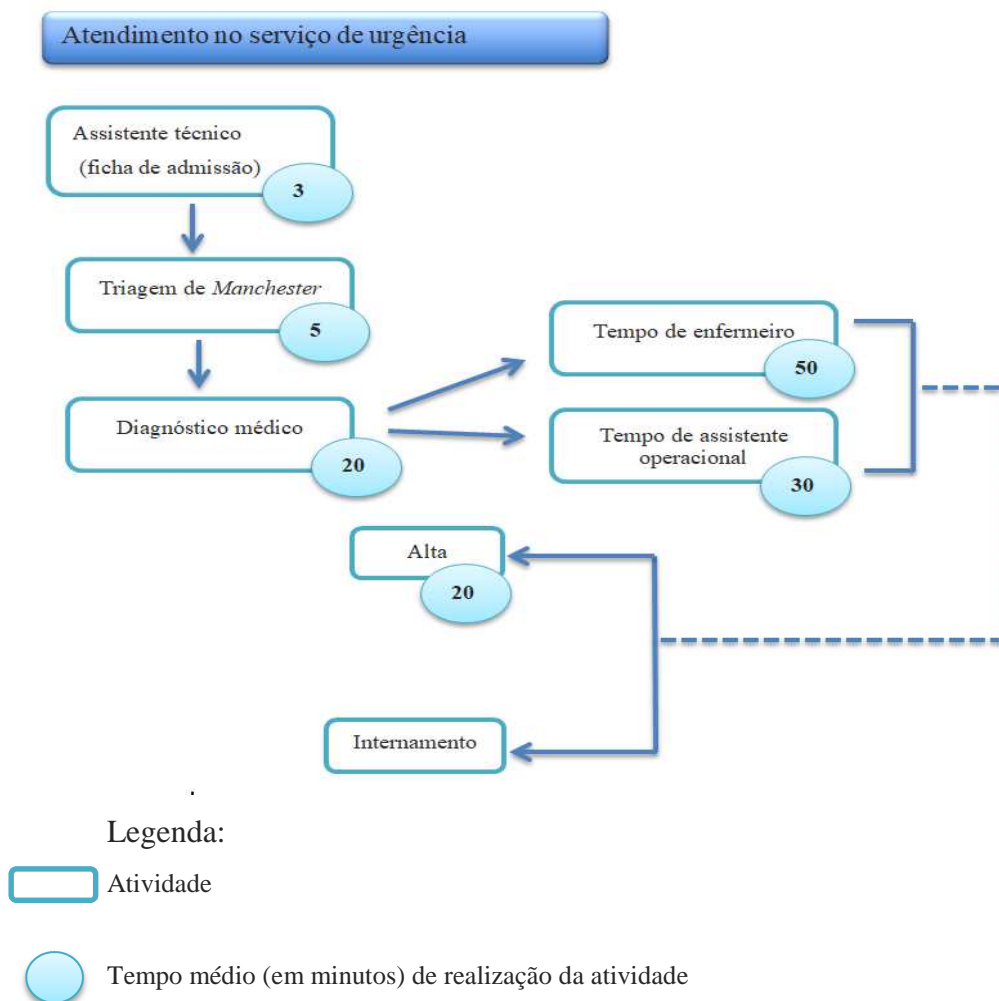 Atendimento no serviço de urgência
Assistente técnico
(ficha de admissão)
3
Triagem de Manchester
5
Diagnóstico médico
20
Tempo de enfermeiro
50
Tempo de assistente
operacional
30
Alta
20
Internamento
.
Legenda:
Atividade
Tempo médio (em minutos) de realização da atividade